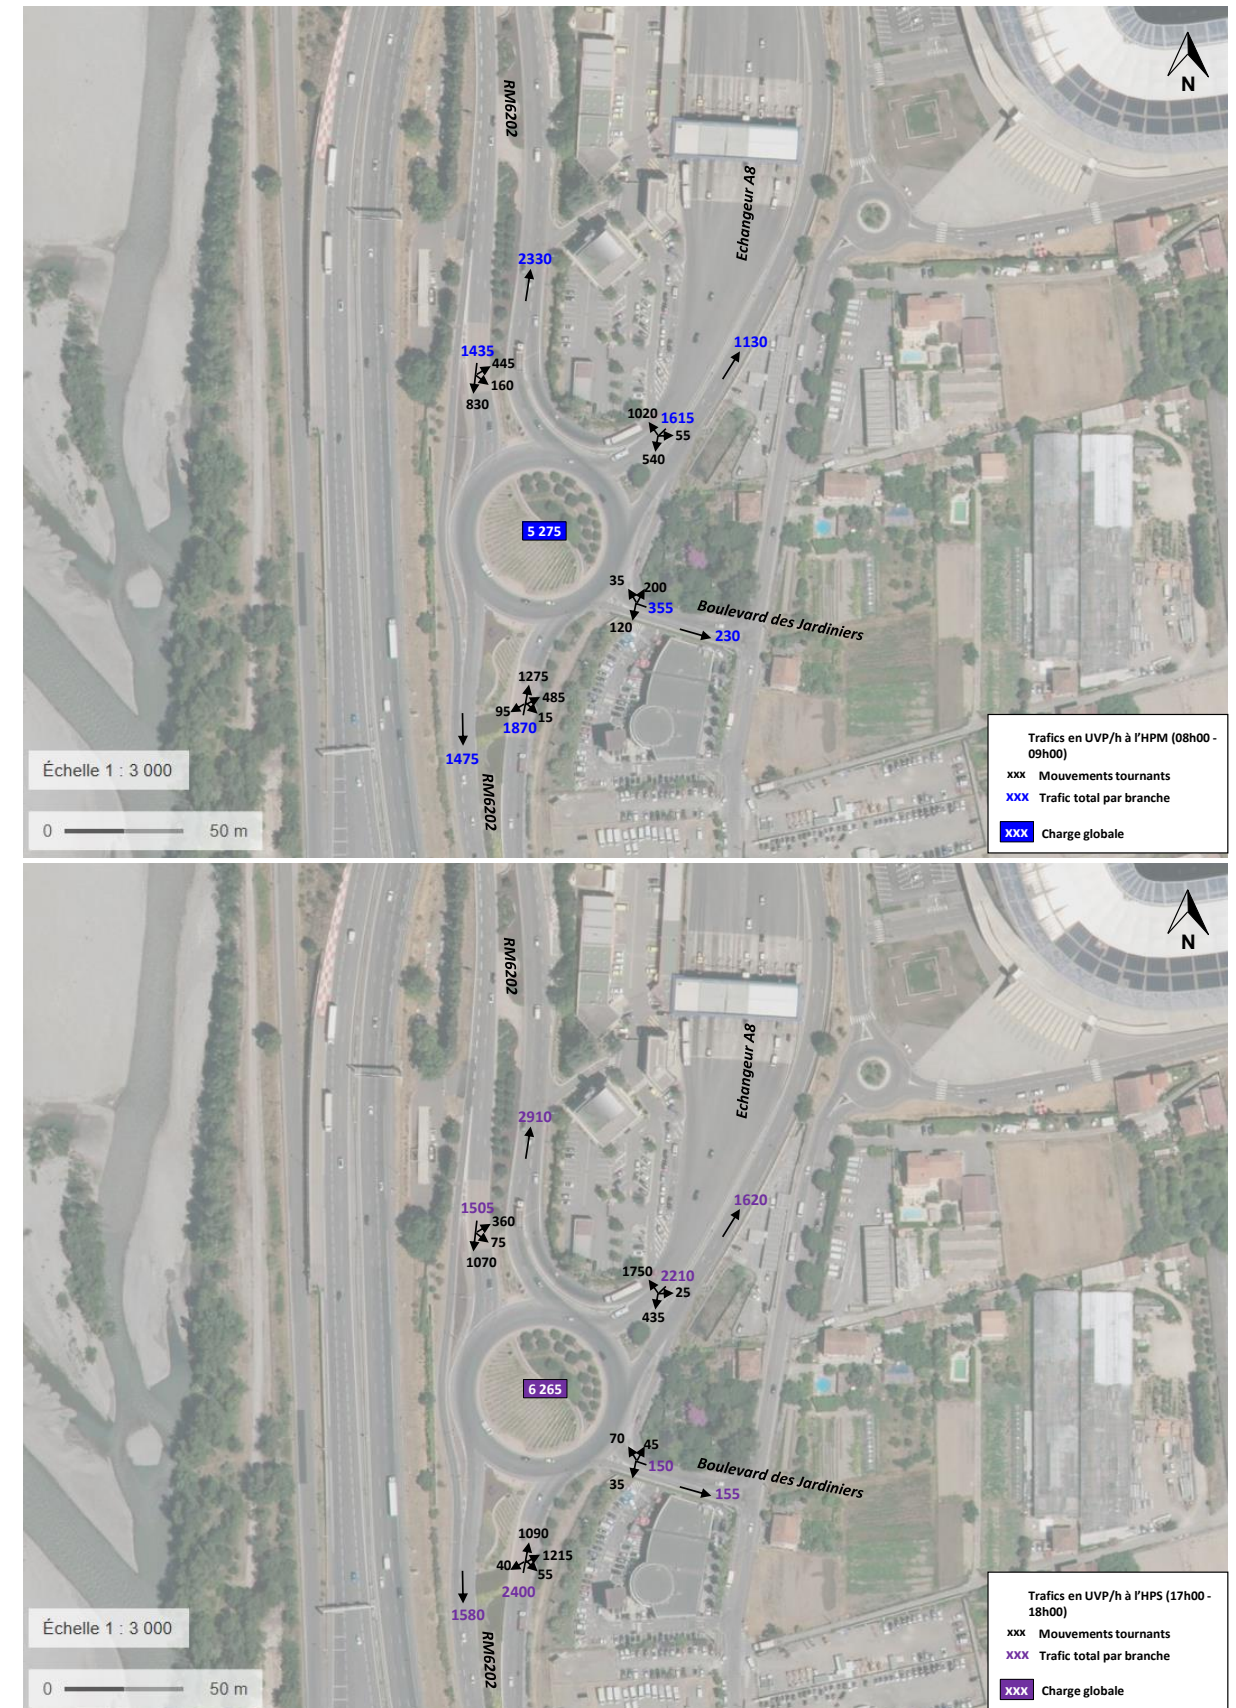 N
RM6202
Echangeur A8
2330
1435
445
160
830
1130
1020
1615
55
540
5 275
35
200
355
120
Boulevard des Jardiniers
230
1275
485
95
15
1870
1475
RM6202
Échelle 1 : 3 000
0 50 m
Trafics en UVP/h à l'HPM (08h00 -
09h00)
xxx Mouvements tournants
XXX Trafic total par branche
XXX Charge globale
N
RM6202
Echangeur A8
2910
1505
360
75
1070
1620
1750
2210
25
435
6 265
70
45
150
35
Boulevard des Jardiniers
155
1090
1215
40
55
2400
1580
RM6202
Échelle 1 : 3 000
0 50 m
Trafics en UVP/h à l'HPS (17h00 -
18h00)
xxx Mouvements tournants
XXX Trafic total par branche
XXX Charge globale